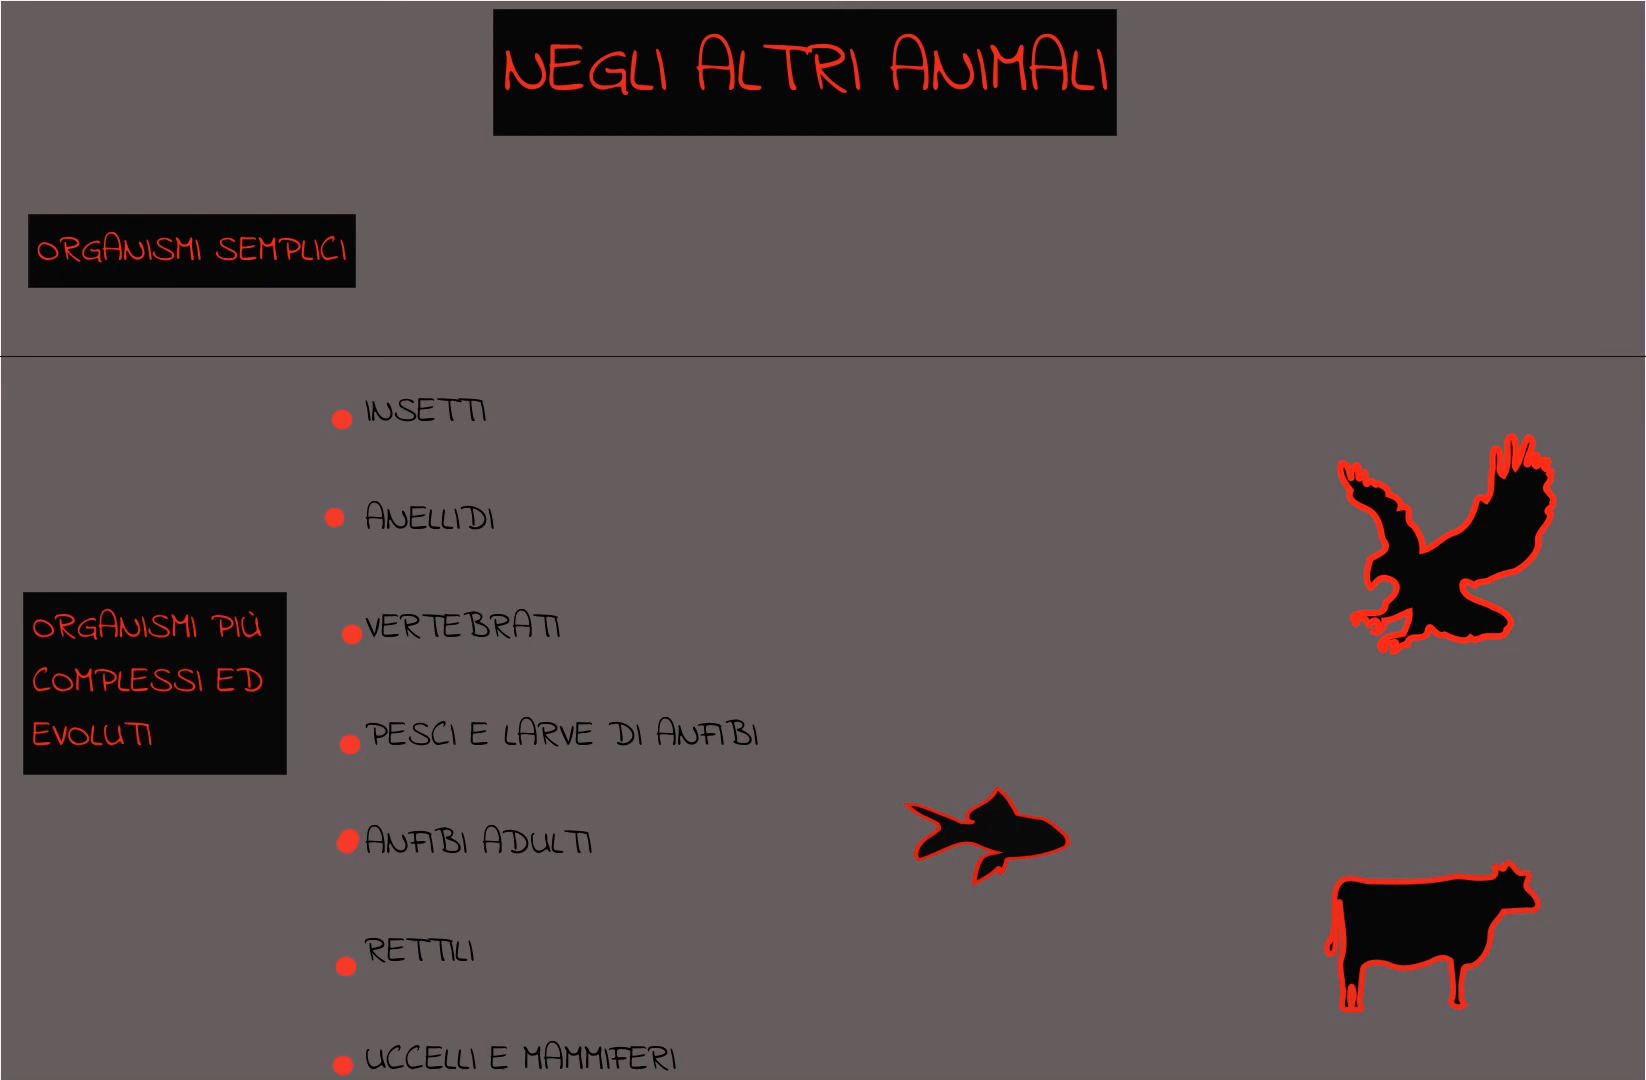 NEGLI ALTRI ANIMALI
ORGANISMI SEMPLICI
INSETTI
ANELLIDI
ORGANISMI PIÙ
COMPLESSI ED
EVOLUTI
VERTEBRATI
PESCI E LARVE DI ANFIBI
ANFIBI ADULTI
RETTILI
UCCELLI E MAMMIFERI